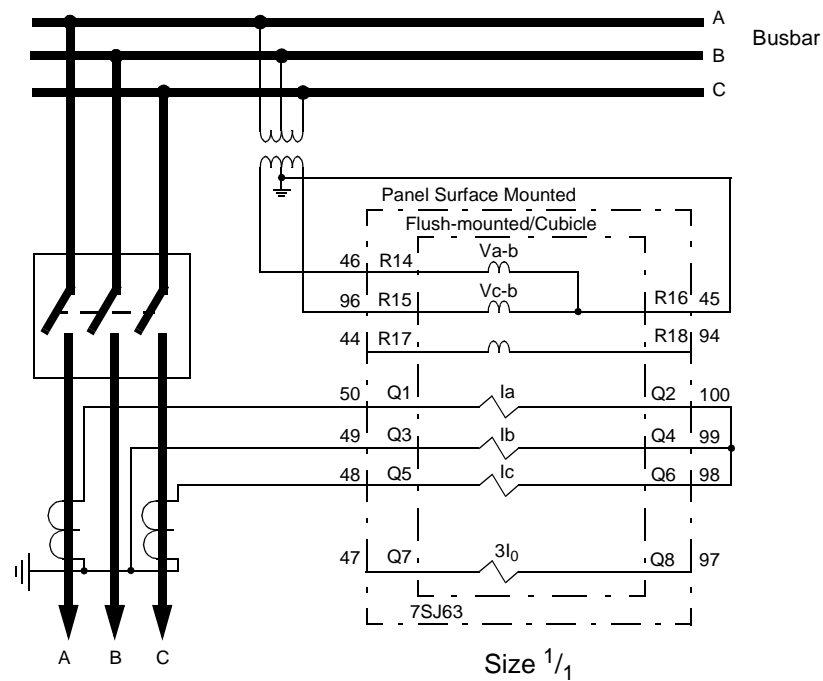 A
Busbar
B
C
Panel Surface Mounted
Flush-mounted/Cubicle
46 R14 Va-b
96 R15 Vc-b R16 45
44 R17 R18 94
50 Q1 Ia Q2 100
49 Q3 Ib Q4 99
48 Q5 Ic Q6 98
47 Q7 3I0 Q8 97
7SJ63
A B C
Size 1/1